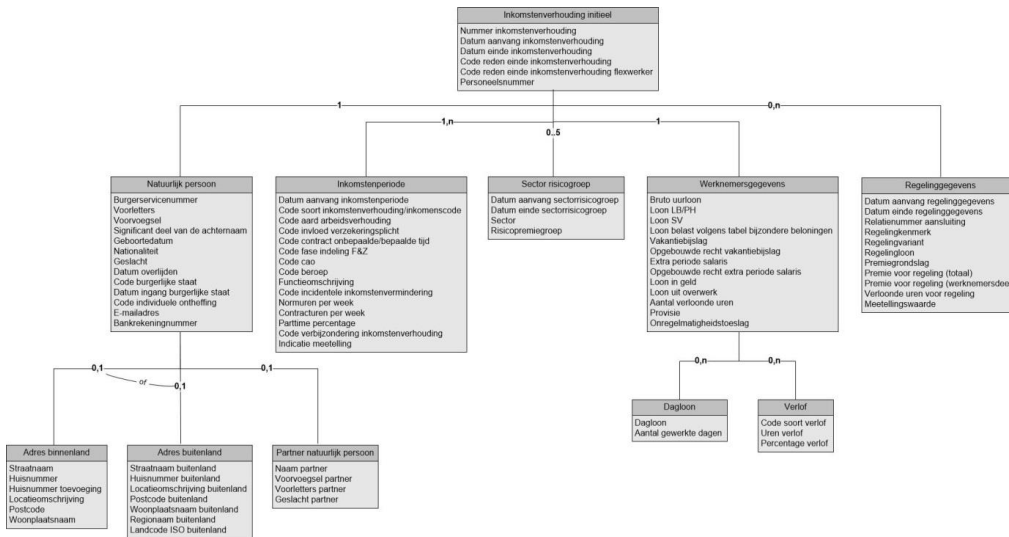 Inkomstenverhouding initieel
Nummer inkomstenverhouding
Datum aanvang inkomstenverhouding
Datum einde inkomstenverhouding
Code reden einde inkomstenverhouding
Code reden einde inkomstenverhouding flexwerker
Personeelsnummer
1
1,n
0..5
1
0,n
Natuurlijk persoon
Burgerservicenummer
Voorletters
Voorvoegsel
Significant deel van de achternaam
Geboortedatum
Nationaliteit
Geslacht
Datum overlijden
Code burgerlijke staat
Datum ingang burgerlijke staat
Code individuele ontheffing
E-mailadres
Bankrekeningnummer
Inkomstenperiode
Datum aanvang inkomstenperiode
Code soort inkomstenverhouding/inkomenscode
Code aard arbeidsverhouding
Code invloed verzekeringsplicht
Code contract onbepaalde/bepaalde tijd
Code fase indeling F&Z
Code cao
Code beroep
Functieomschrijving
Code incidentele inkomstenvermindering
Normuren per week
Contracturen per week
Parttime percentage
Code verbijzondering inkomstenverhouding
Indicatie meetelling
Sector risicogroep
Datum aanvang sectorrisicogroep
Datum einde sectorrisicogroep
Sector
Risicopremiegroep
Werknemersgegevens
Bruto uurloon
Loon LB/PH
Loon SV
Loon belast volgens tabel bijzondere beloningen
Vakantiebijslag
Opgebouwde recht vakantiebijslag
Extra periode salaris
Opgebouwde recht extra periode salaris
Loon in geld
Loon uit overwerk
Aantal verloonde uren
Provisie
Onregelmatigheidstoeslag
Regelinggegevens
Datum aanvang regelinggegevens
Datum einde regelinggegevens
Relatienummer aansluiting
Regelingkenmerk
Regelingvariant
Regelingloon
Premiegrondslag
Premie voor regeling (totaal)
Premie voor regeling (werknemersdee
Verloonde uren voor regeling
Meetellingswaarde
0,1
of
0,1
0,1
0,n
0,n
Adres binnenland
Straatnaam
Huisnummer
Huisnummer toevoeging
Locatieomschrijving
Postcode
Woonplaatsnaam
Adres buitenland
Straatnaam buitenland
Huisnummer buitenland
Locatieomschrijving buitenland
Postcode buitenland
Woonplaatsnaam buitenland
Regionaam buitenland
Landcode ISO buitenland
Partner natuurlijk persoon
Naam partner
Voorvoegsel partner
Voorletters partner
Geslacht partner
Dagloon
Dagloon
Aantal gewerkte dagen
Verlof
Code soort verlof
Uren verlof
Percentage verlof